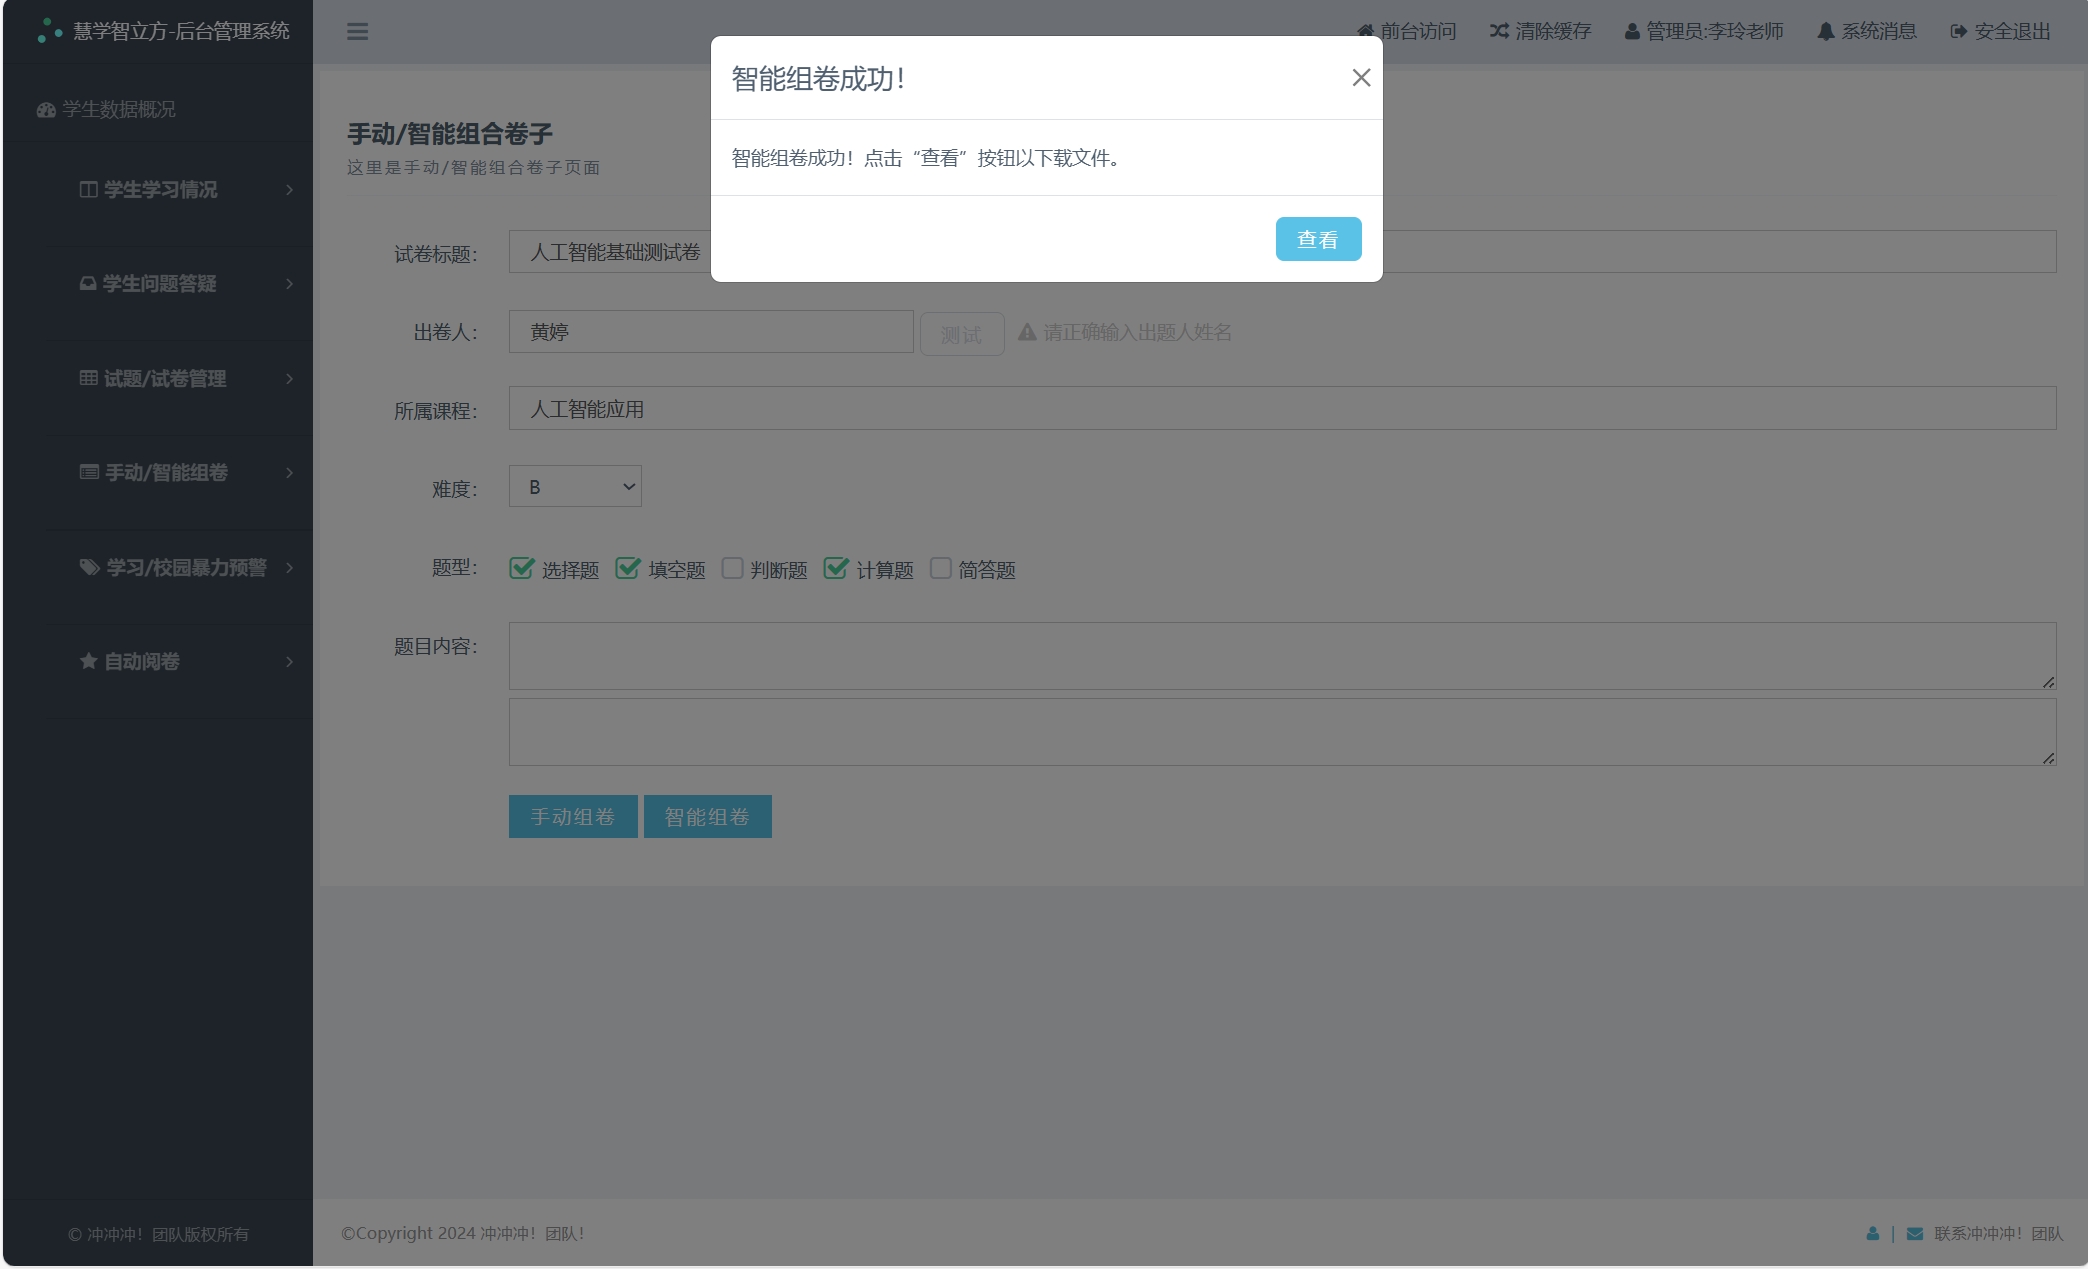 慧学智立方-后台管理系统
前台访问 清除缓存 管理员:李玲老师 系统消息 安全退出
学生数据概况
学生学习情况
学生问题答疑
试题/试卷管理
手动/智能组卷
学习/校园暴力预警
自动阅卷
© 冲冲冲！团队版权所有
智能组卷成功！
智能组卷成功！点击“查看”按钮以下载文件。
查看
手动/智能组合卷子
这里是手动/智能组合卷子页面
试卷标题： 人工智能基础测试卷
出卷人： 黄婷 测试 请正确输入出题人姓名
所属课程： 人工智能应用
难度： B
题型： 选择题 填空题 判断题 计算题 简答题
题目内容：
手动组卷 智能组卷
©Copyright 2024 冲冲冲！团队！
| 联系冲冲冲！团队